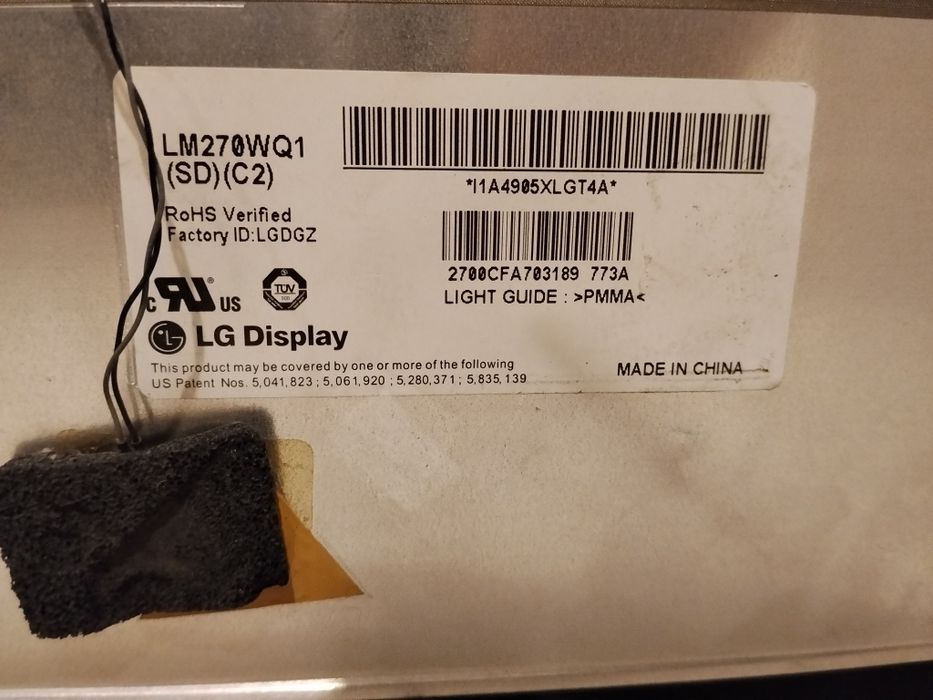 LM270WQ1
(SD)(C2)
*I1A4905XLGT4A*
RoHS Verified
Factory ID:LGDGZ
2700CFA703189 773A
LIGHT GUIDE : >PMMA<
c RU US
TÜV
LG Display
This product may be covered by one or more of the following
US Patent Nos. 5,041,823 ; 5,061,920 ; 5,280,371 ; 5,835,139
MADE IN CHINA